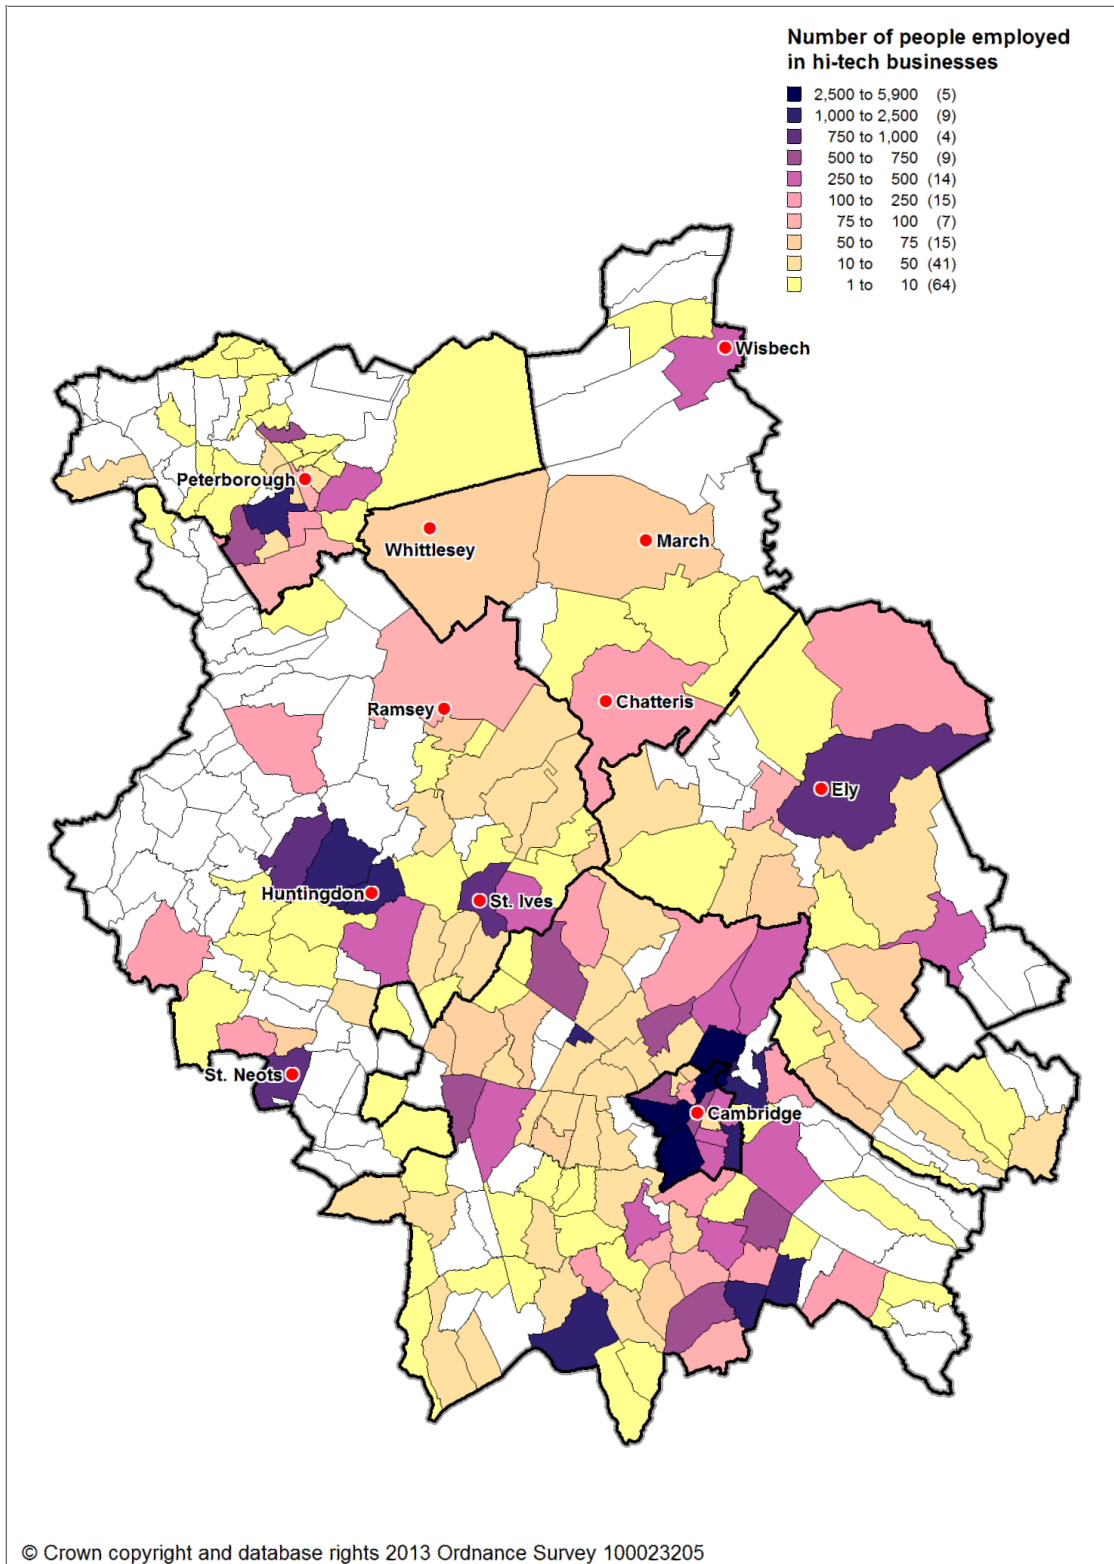 Number of people employed
in hi-tech businesses
2,500 to 5,900 (5)
1,000 to 2,500 (9)
750 to 1,000 (4)
500 to 750 (9)
250 to 500 (14)
100 to 250 (15)
75 to 100 (7)
50 to 75 (15)
10 to 50 (41)
1 to 10 (64)
Wisbech
Peterborough
Whittlesey
March
Ramsey
Chatteris
Ely
Huntingdon
St. Ives
St. Neots
Cambridge
© Crown copyright and database rights 2013 Ordnance Survey 100023205